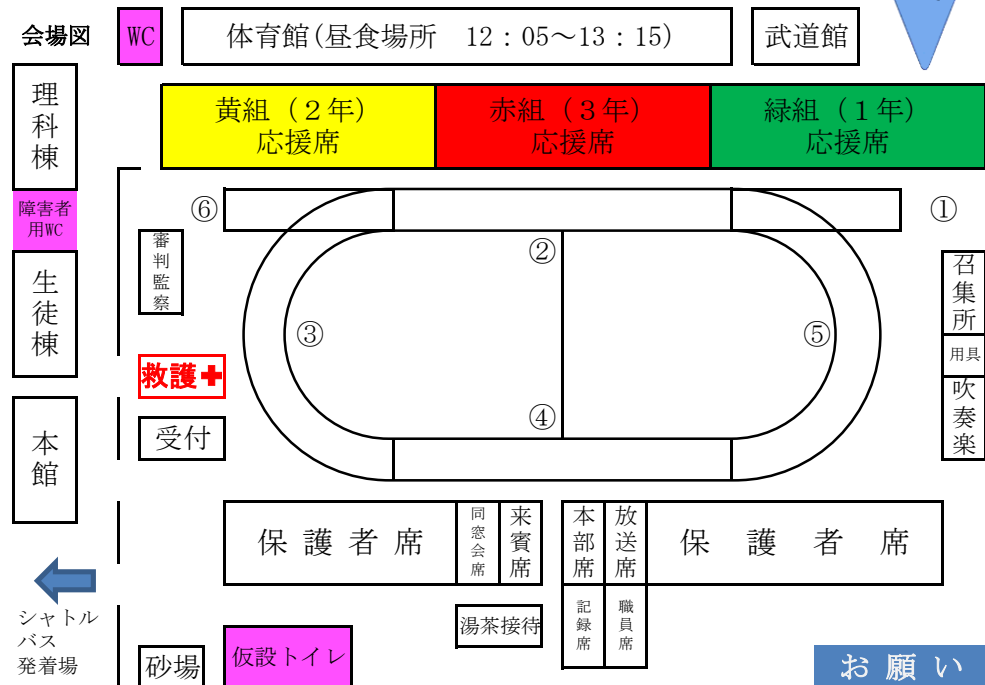 会場図
WC
体育館(昼食場所　12：05～13：15)
武道館
理科棟
黄組（２年）
応援席
赤組（３年）
応援席
緑組（１年）
応援席
障害者
用WC
⑥
①
審判監察
②
生徒棟
召集所
③
⑤
用具
救護✚
吹奏楽
④
受付
本館
保護者席
同窓会席
来賓席
本部席
放送席
保護者席
シャトル
バス
発着場
湯茶接待
記録席
職員席
砂場
仮設トイレ
お願い